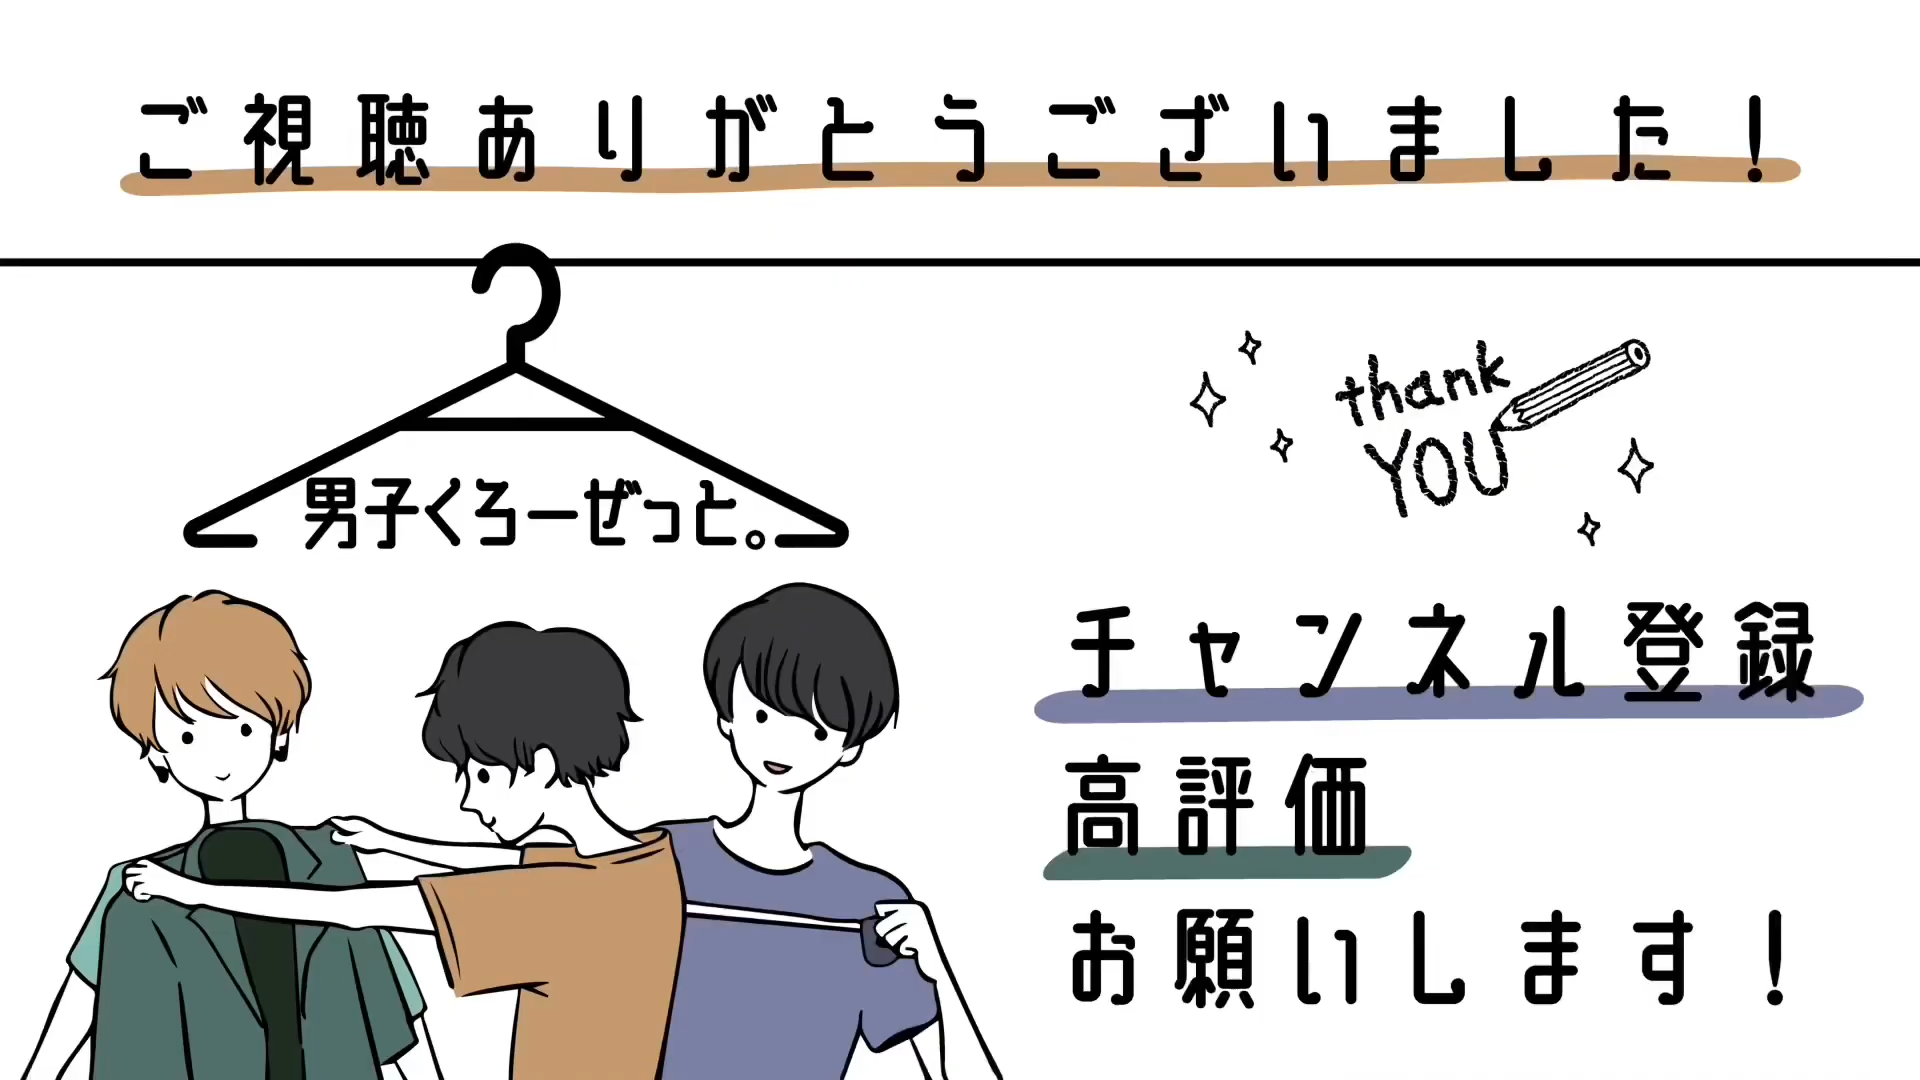 ご視聴ありがとうございました!
男子くろーぜっと。
thank
YOU
チャンネル登録
高評価
お願いします!